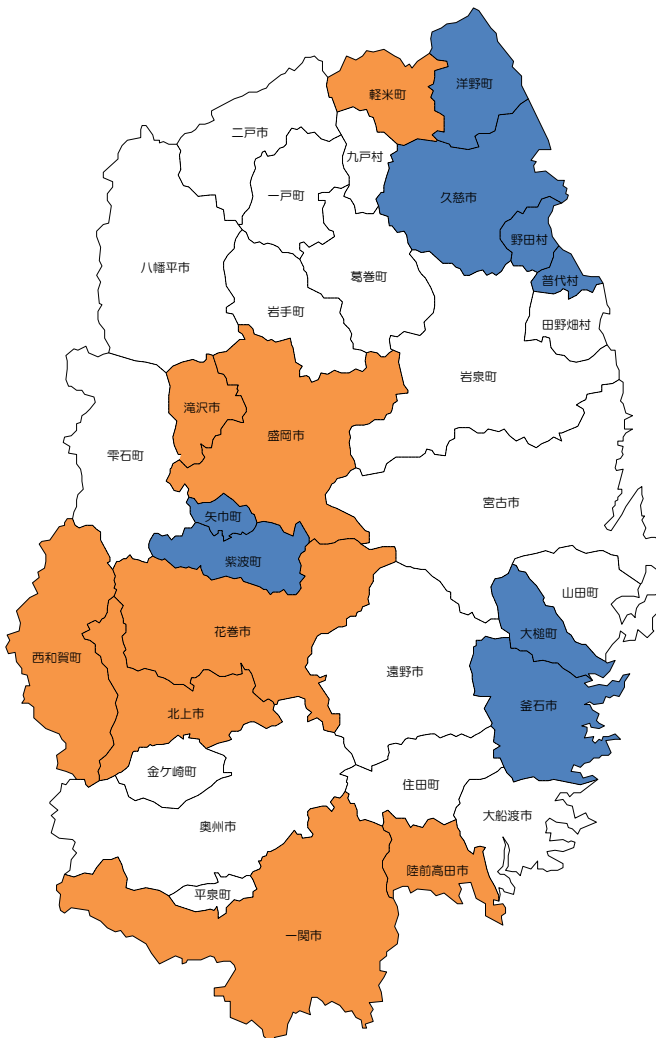 洋野町
軽米町
二戸市
九戸村
一戸町
久慈市
野田村
八幡平市
葛巻町
普代村
岩手町
田野畑村
岩泉町
滝沢市
盛岡市
雫石町
宮古市
矢巾町
紫波町
山田町
花巻市
大槌町
西和賀町
遠野市
釜石市
北上市
金ケ崎町
住田町
大船渡市
奥州市
陸前高田市
平泉町
一関市